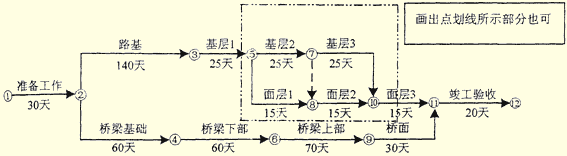 画出点划线所示部分也可
路基
③
基层1
⑤
基层2
⑦
基层3
140天
25天
25天
25天
准备工作
面层1
面层2
面层3
竣工验收
①
②
⑧
⑩
⑪
⑫
30天
15天
15天
15天
20天
桥梁基础
④
桥梁下部
⑥
桥梁上部
⑨
桥面
60天
60天
70天
30天